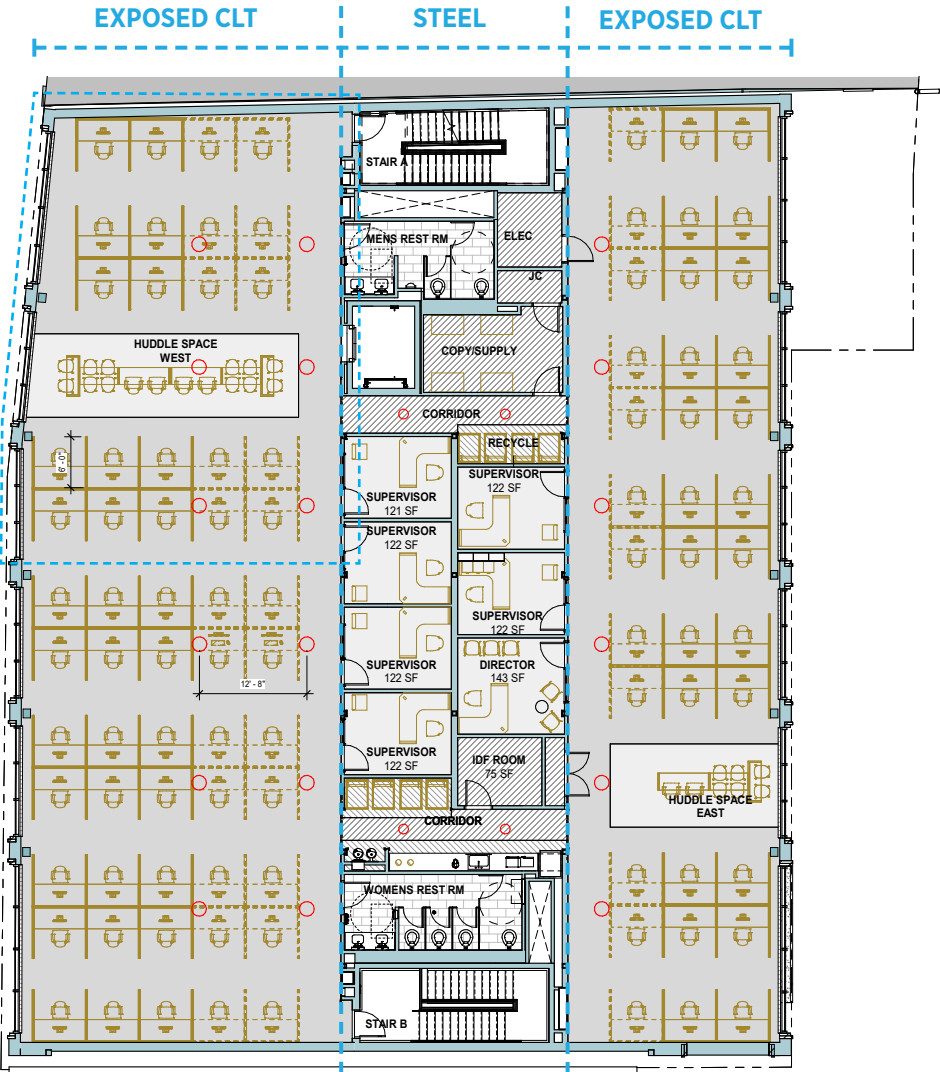 EXPOSED CLT
STEEL
EXPOSED CLT
STAIR A
MENS REST RM
ELEC
JC
HUDDLE SPACE
WEST
COPY/SUPPLY
CORRIDOR
RECYCLE
6' - 0"
SUPERVISOR
121 SF
SUPERVISOR
122 SF
SUPERVISOR
122 SF
SUPERVISOR
122 SF
SUPERVISOR
122 SF
DIRECTOR
143 SF
12' - 8"
SUPERVISOR
122 SF
IDF ROOM
75 SF
HUDDLE SPACE
EAST
CORRIDOR
WOMENS REST RM
STAIR B